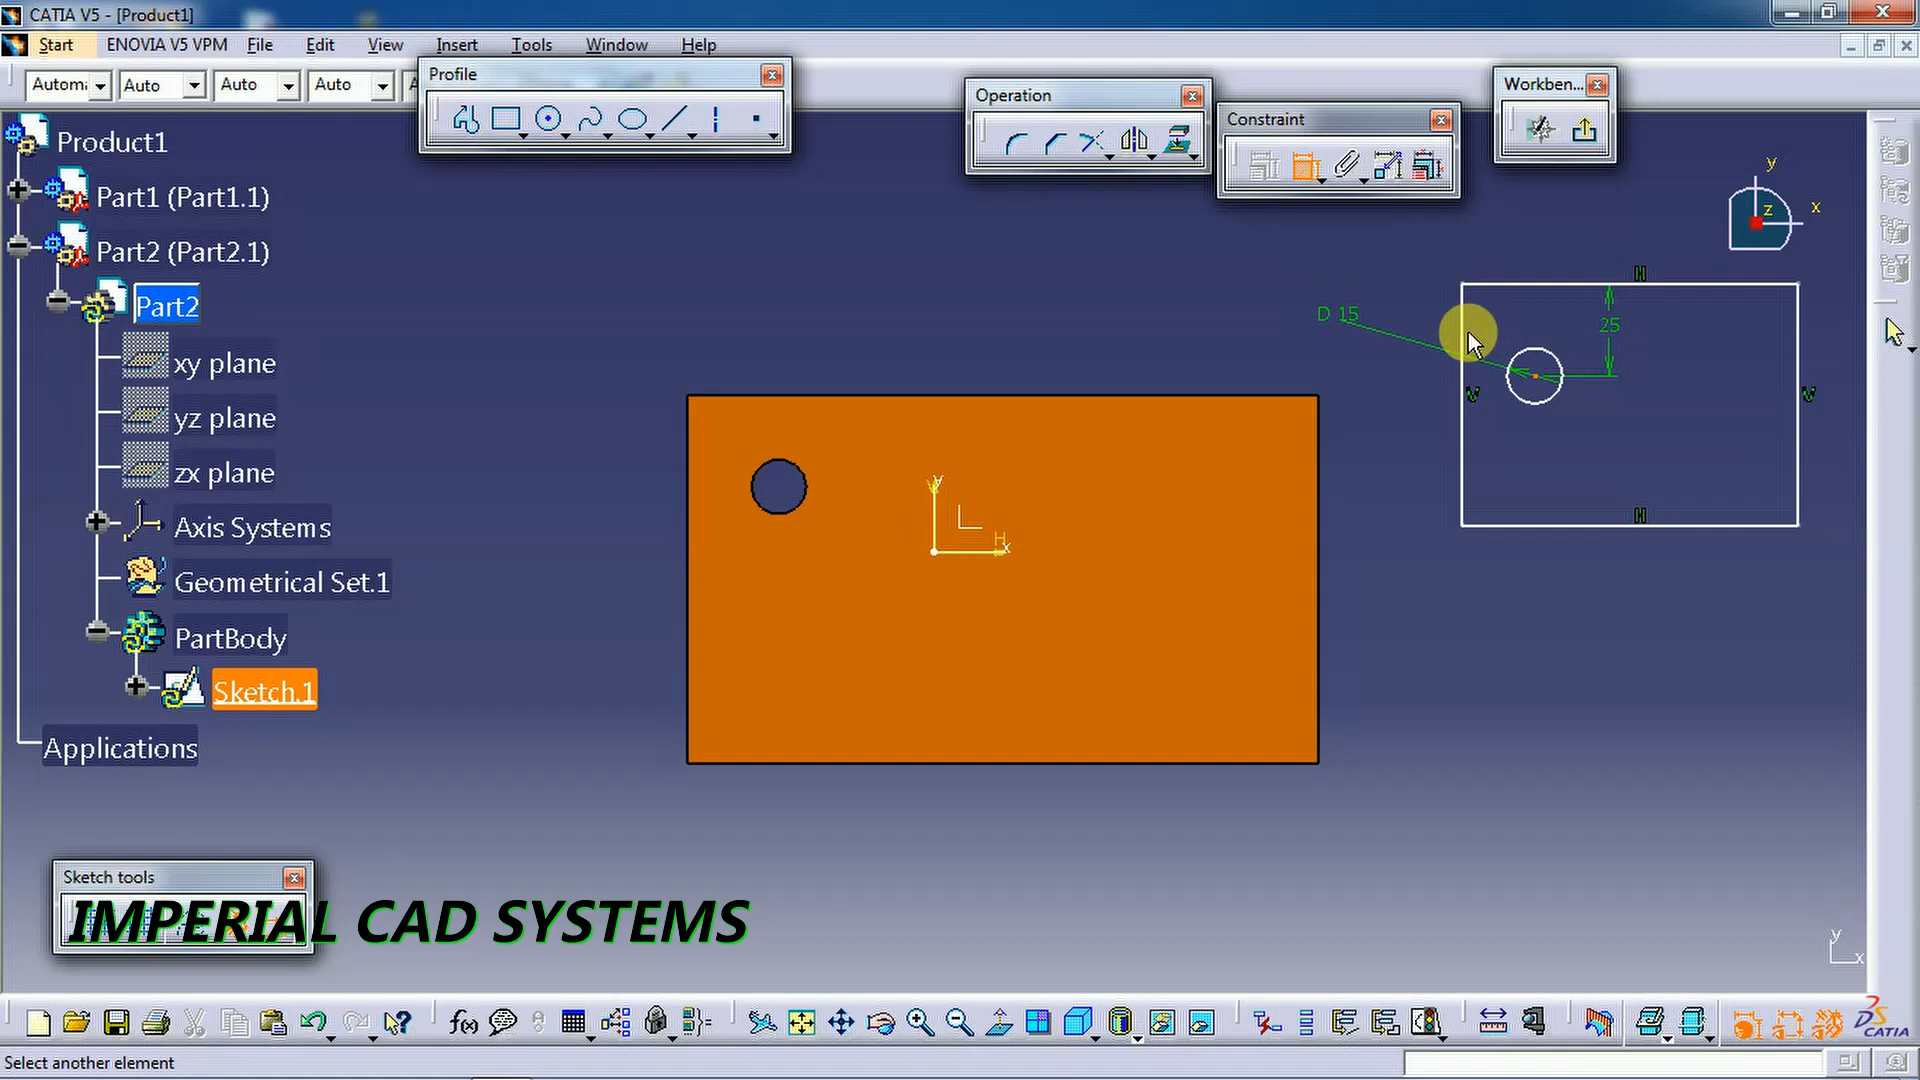 CATIA V5 - [Product1]
Start ENOVIA V5 VPM File Edit View Insert Tools Window Help
Auto Auto Auto
Profile
Operation
Constraint
Workben...
Product1
Part1 (Part1.1)
Part2 (Part2.1)
Part2
xy plane
yz plane
zx plane
Axis Systems
Geometrical Set.1
PartBody
Sketch.1
Applications
y
x
z
H
D 15
25
V
V
H
y
V
H
x
Sketch tools
IMPERIAL CAD SYSTEMS
y
x
f(x)
DS CATIA
Select another element